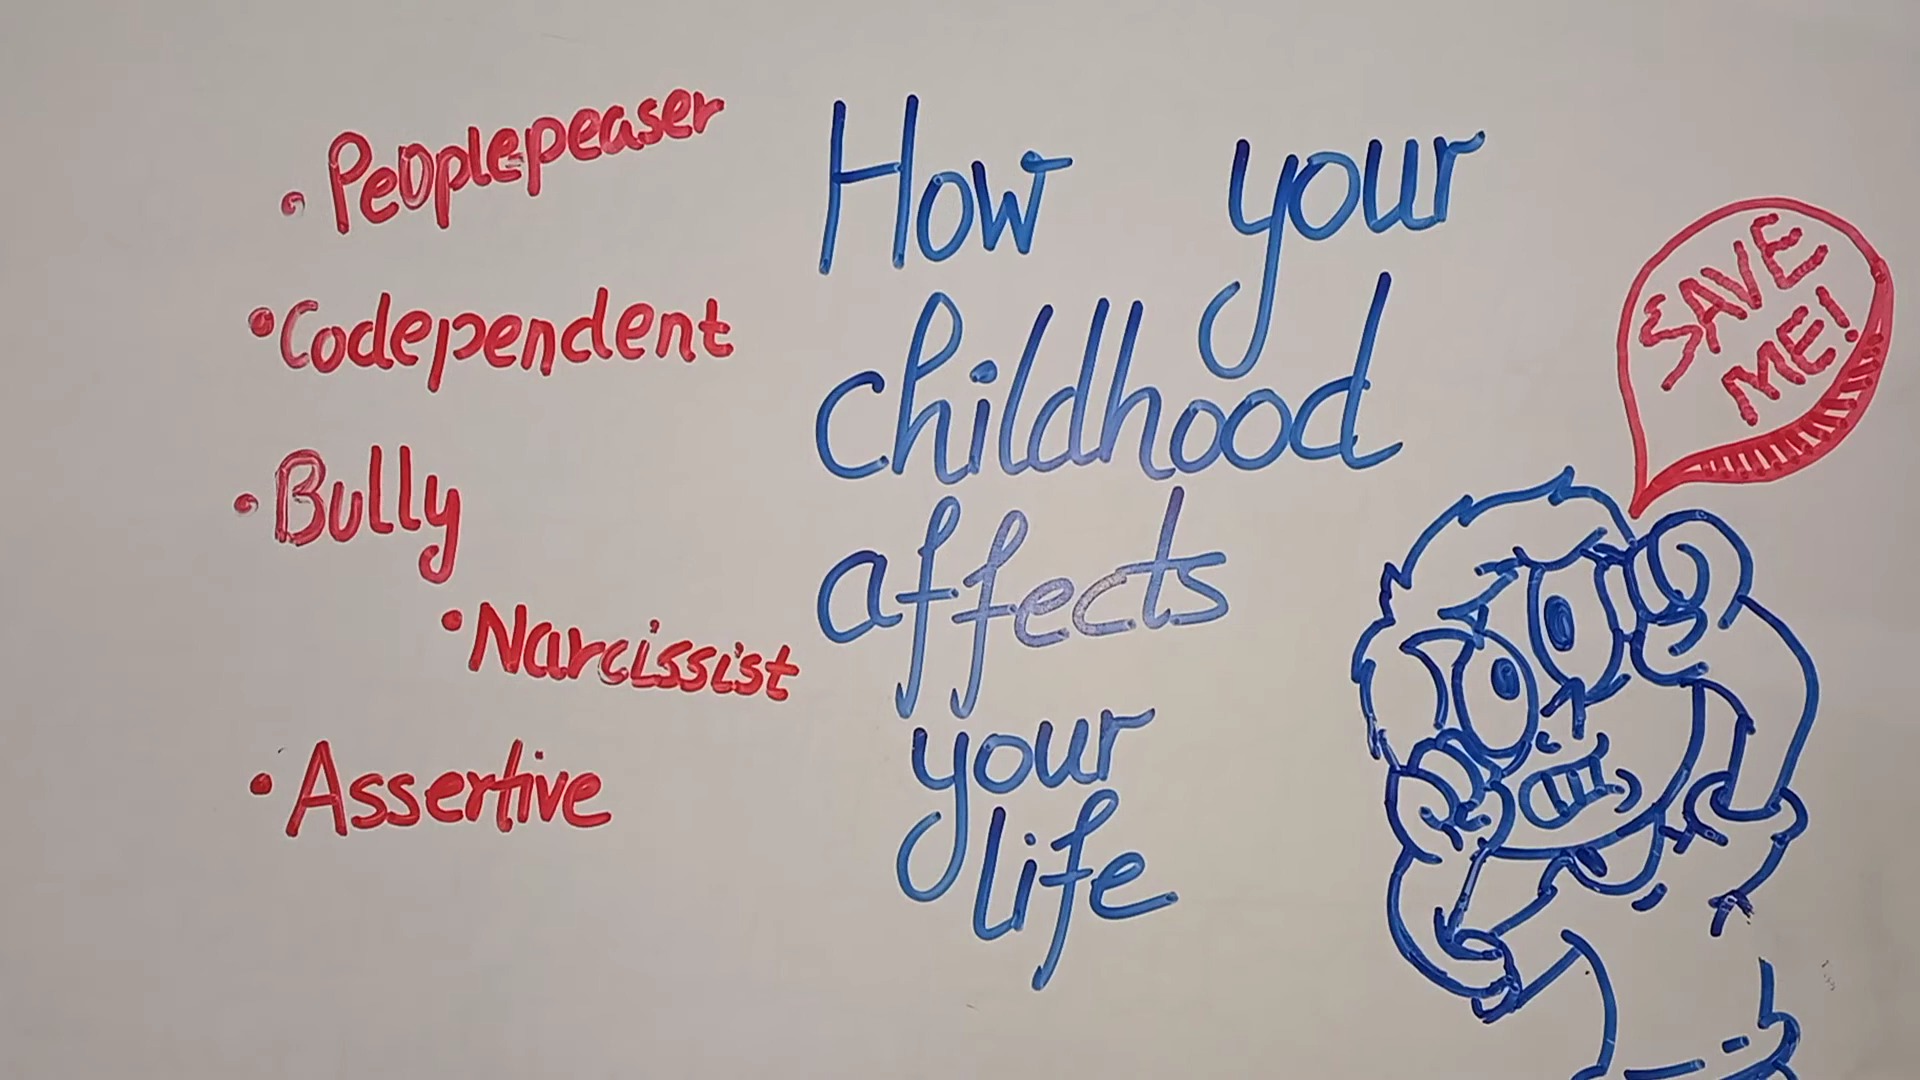 • Peoplepeaser
• Codependent
• Bully
• Narcissist
• Assertive
How your
childhood
affects
your
life
SAVE
ME!